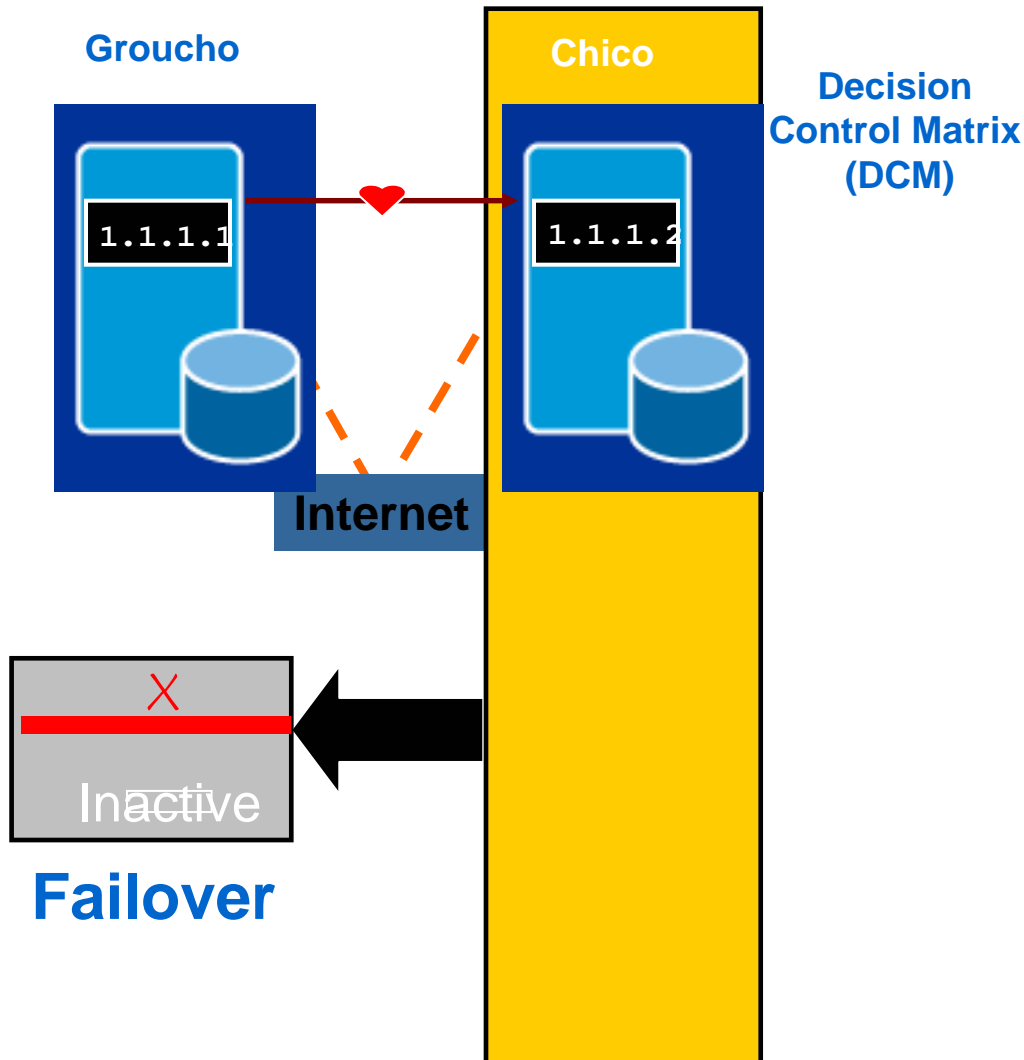 Groucho
Chico
Decision
Control Matrix
(DCM)
1.1.1.1
1.1.1.2
Internet
X
Inactive
Failover